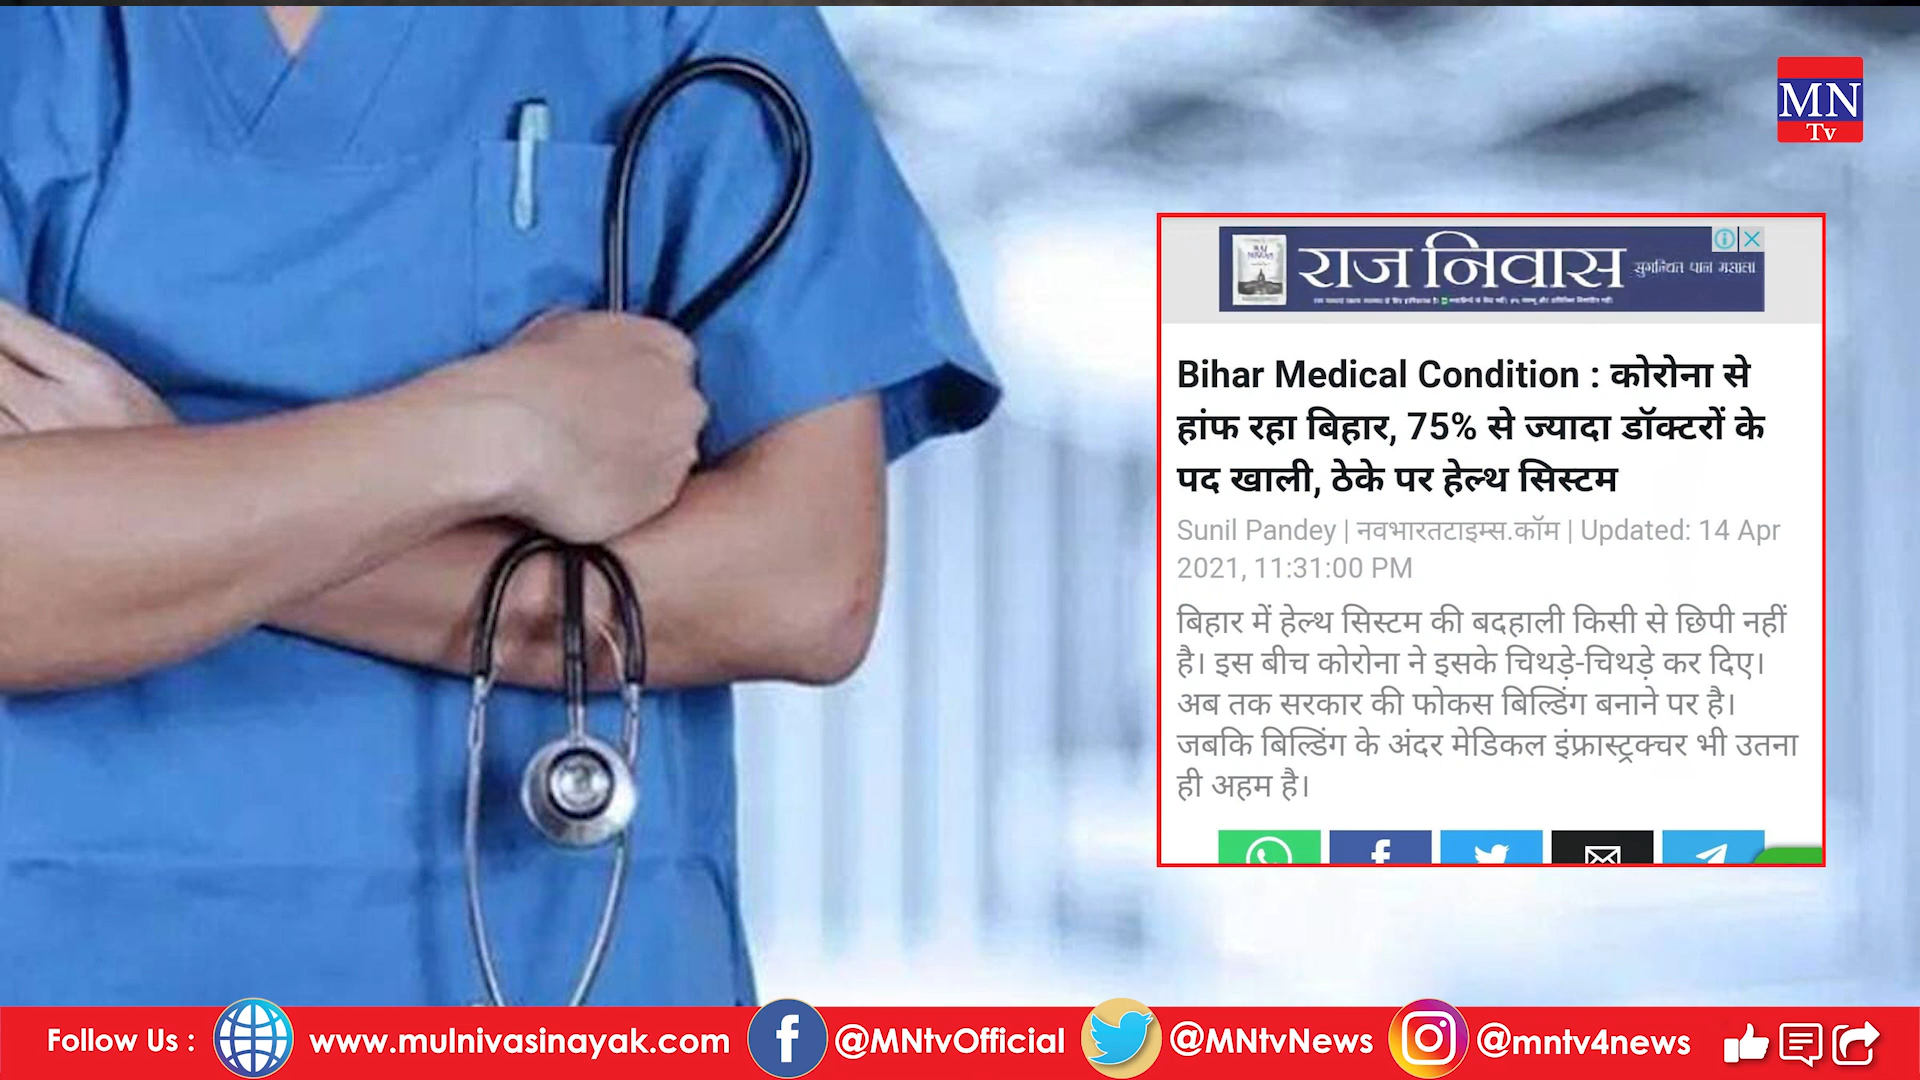 MN
Tv
राज निवास
सुगन्धित पान मसाला
Bihar Medical Condition : कोरोना से
हांफ रहा बिहार, 75% से ज्यादा डॉक्टरों के
पद खाली, ठेके पर हेल्थ सिस्टम
Sunil Pandey | नवभारतटाइम्स.कॉम | Updated: 14 Apr
2021, 11:31:00 PM
बिहार में हेल्थ सिस्टम की बदहाली किसी से छिपी नहीं
है। इस बीच कोरोना ने इसके चिथड़े-चिथड़े कर दिए।
अब तक सरकार की फोकस बिल्डिंग बनाने पर है।
जबकि बिल्डिंग के अंदर मेडिकल इंफ्रास्ट्रक्चर भी उतना
ही अहम है।
Follow Us : www.mulnivasinayak.com @MNtvOfficial @MNtvNews @mntv4news